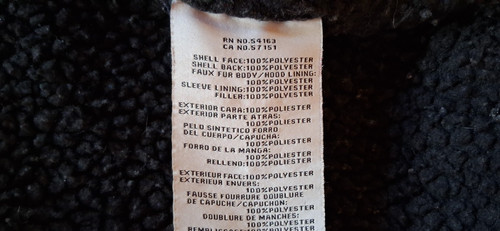 RN NO.54163
CA NO.57151
SHELL FACE:100%POLYESTER
SHELL BACK:100%POLYESTER
FAUX FUR BODY/HOOD LINING:
100%POLYESTER
SLEEVE LINING:100%POLYESTER
FILLER:100%POLYESTER
EXTERIOR CARA:100%POLIESTER
EXTERIOR PARTE ATRAS:
100%POLIESTER
PELO SINTETICO FORRO
DEL CUERPO/CAPUCHA:
100%POLIESTER
FORRO DE LA MANGA:
100%POLIESTER
RELLENO:100%POLIESTER
EXTERIEUR FACE:100%POLYESTER
EXTERIEUR ENVERS:
100%POLYESTER
FAUSSE FOURRURE DOUBLURE
DE CAPUCHE/CAPUCHON:
100%POLYESTER
DOUBLURE DE MANCHES:
100%POLYESTER